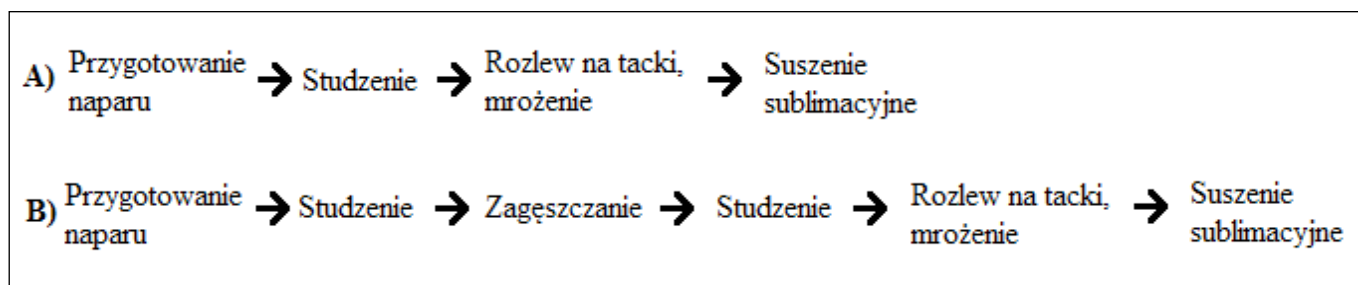 A) Przygotowanie naparu → Studzenie → Rozlew na tacki, mrożenie → Suszenie sublimacyjne
B) Przygotowanie naparu → Studzenie → Zagęszczanie → Studzenie → Rozlew na tacki, mrożenie → Suszenie sublimacyjne